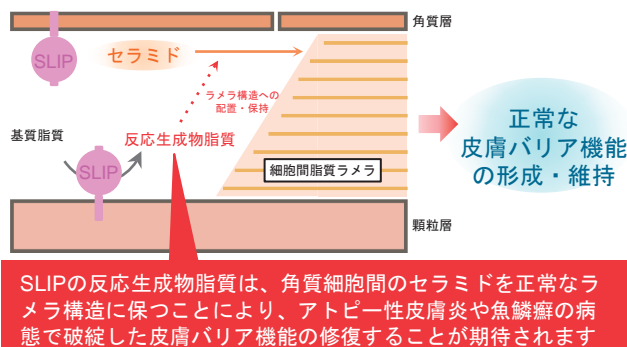 角質層
SLIP
セラミド
ラメラ構造への
配置・保持
基質脂質
反応生成物脂質
SLIP
細胞間脂質ラメラ
正常な
皮膚バリア機能
の形成・維持
顆粒層
SLIPの反応生成物脂質は、角質細胞間のセラミドを正常なラ
メラ構造に保つことにより、アトピー性皮膚炎や魚鱗癬の病
態で破綻した皮膚バリア機能の修復することが期待されます